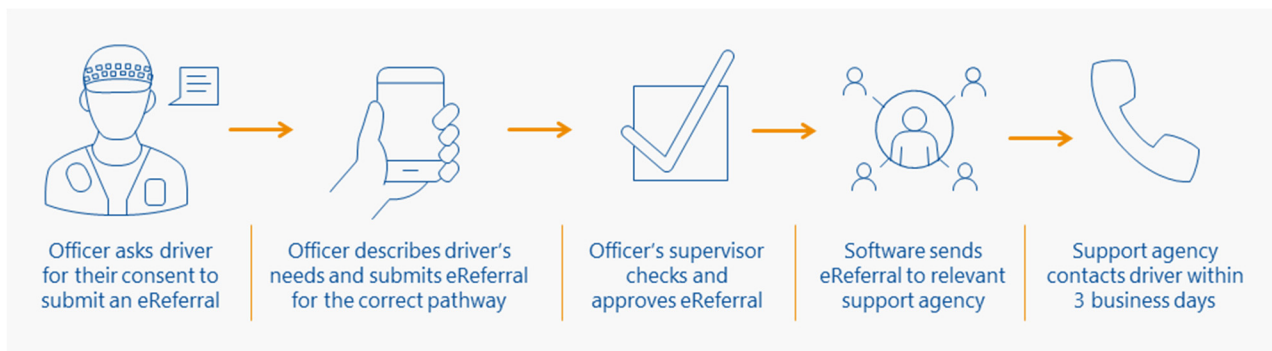 Officer asks driver
for their consent to
submit an eReferral
Officer describes driver's
needs and submits eReferral
for the correct pathway
Officer's supervisor
checks and
approves eReferral
Software sends
eReferral to relevant
support agency
Support agency
contacts driver within
3 business days